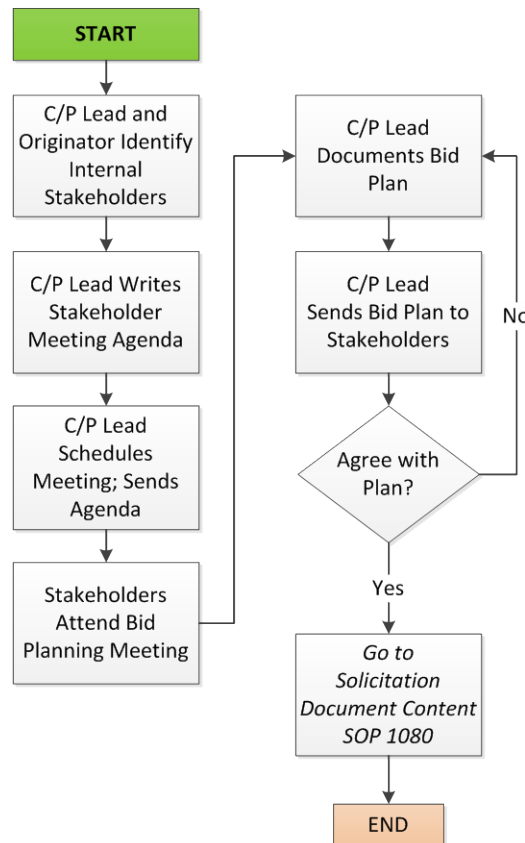 START
C/P Lead and
Originator Identify
Internal
Stakeholders
C/P Lead Writes
Stakeholder
Meeting Agenda
C/P Lead
Schedules
Meeting; Sends
Agenda
Stakeholders
Attend Bid
Planning Meeting
C/P Lead
Documents Bid
Plan
C/P Lead
Sends Bid Plan to
Stakeholders
Agree with
Plan?
No
Yes
Go to
Solicitation
Document Content
SOP 1080
END